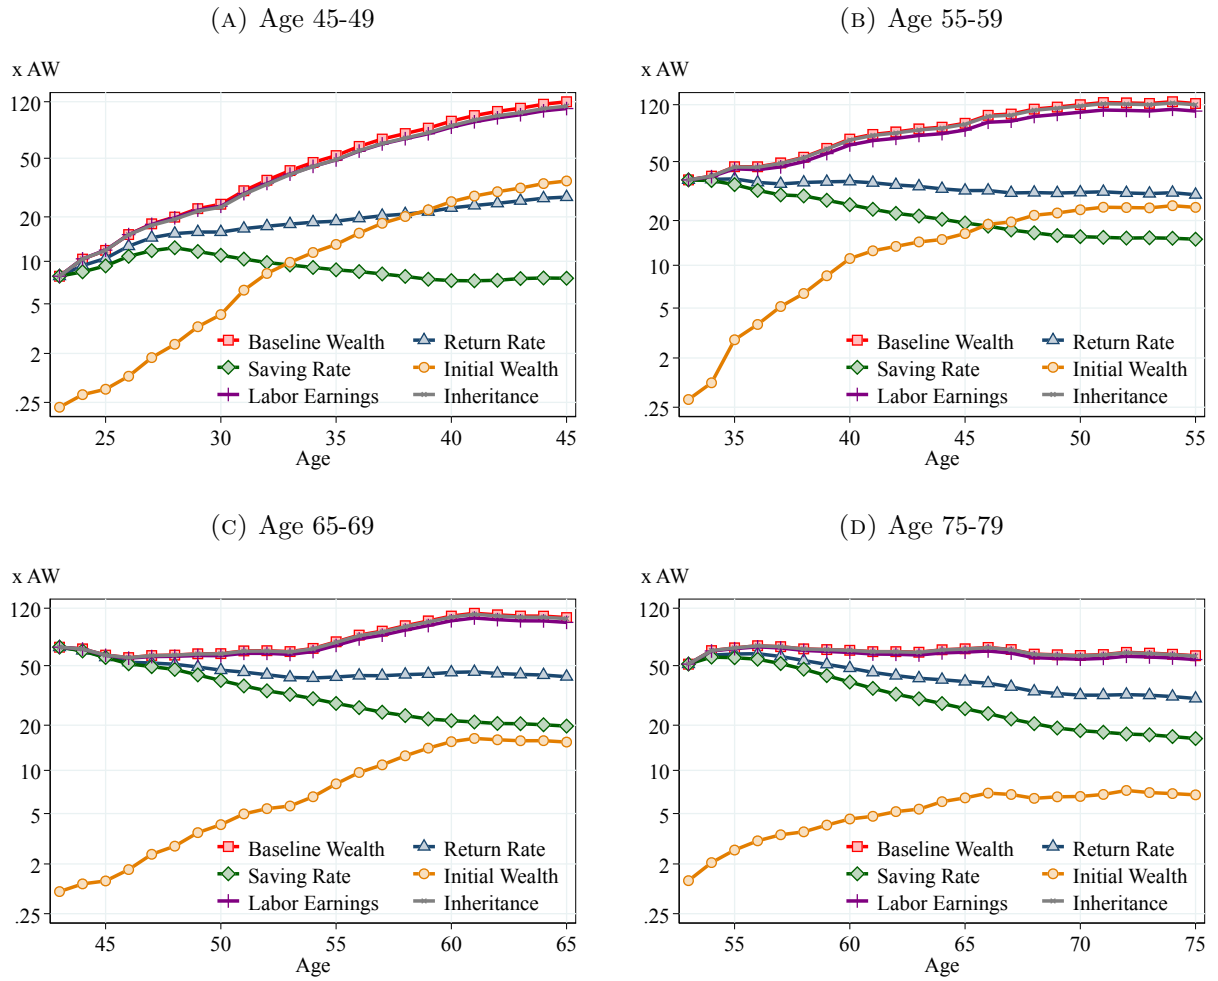 (A) Age 45-49
x AW
120
50
20
10
5
2
.25
Baseline Wealth
Return Rate
Saving Rate
Initial Wealth
Labor Earnings
Inheritance
25 30 35 40 45
Age
(B) Age 55-59
x AW
120
50
20
10
5
2
.25
Baseline Wealth
Return Rate
Saving Rate
Initial Wealth
Labor Earnings
Inheritance
35 40 45 50 55
Age
(C) Age 65-69
x AW
120
50
20
10
5
2
.25
Baseline Wealth
Return Rate
Saving Rate
Initial Wealth
Labor Earnings
Inheritance
45 50 55 60 65
Age
(D) Age 75-79
x AW
120
50
20
10
5
2
.25
Baseline Wealth
Return Rate
Saving Rate
Initial Wealth
Labor Earnings
Inheritance
55 60 65 70 75
Age